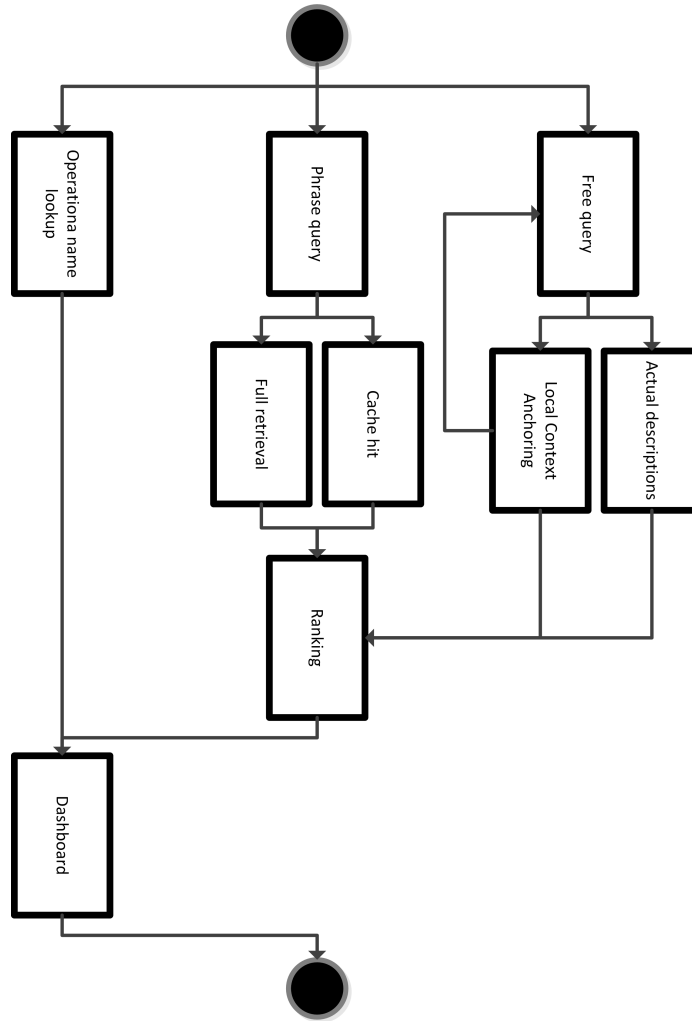 Free query
Actual descriptions
Local Context
Anchoring
Phrase query
Cache hit
Full retrieval
Ranking
Operationa name
lookup
Dashboard